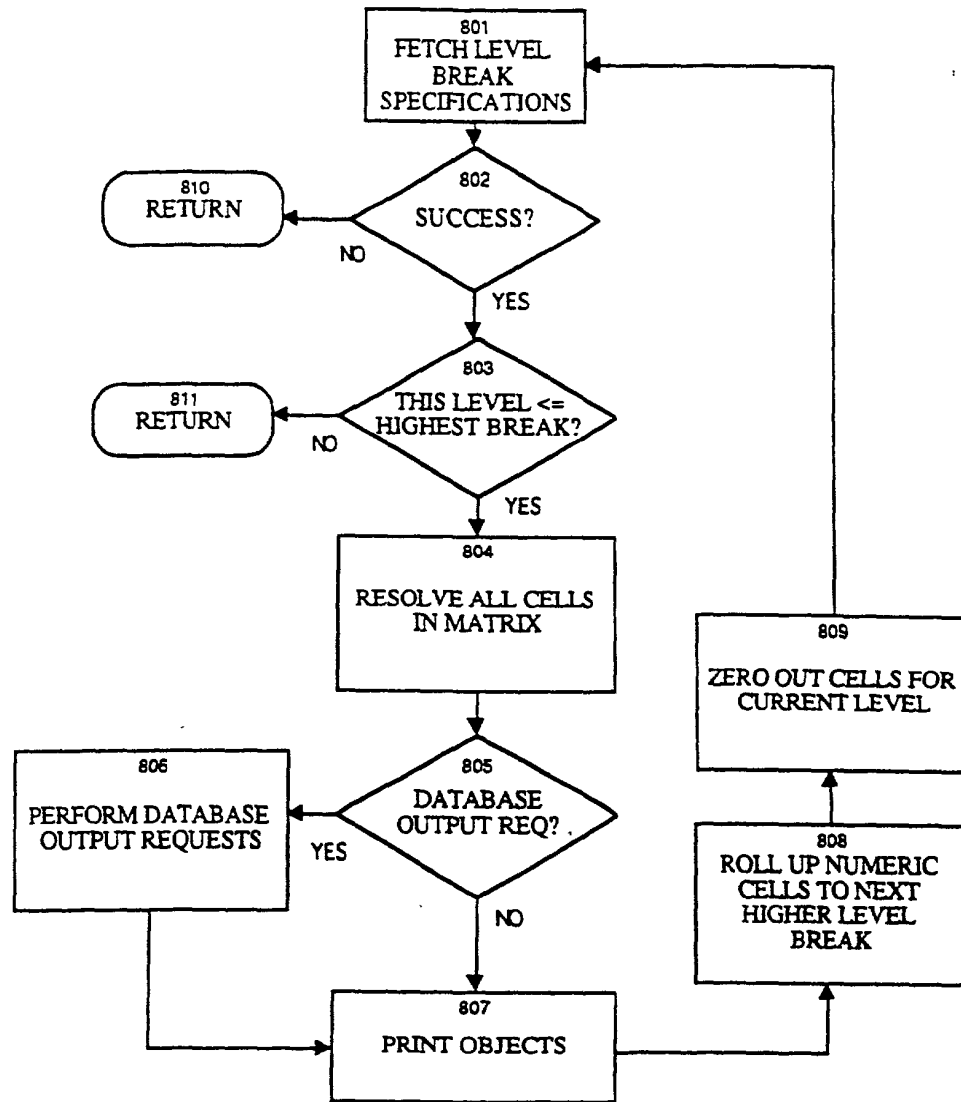 801
FETCH LEVEL
BREAK
SPECIFICATIONS
802
SUCCESS?
810
RETURN
NO
YES
803
THIS LEVEL <=
HIGHEST BREAK?
811
RETURN
NO
YES
804
RESOLVE ALL CELLS
IN MATRIX
805
DATABASE
OUTPUT REQ?
806
PERFORM DATABASE
OUTPUT REQUESTS
YES
NO
807
PRINT OBJECTS
808
ROLL UP NUMERIC
CELLS TO NEXT
HIGHER LEVEL
BREAK
809
ZERO OUT CELLS FOR
CURRENT LEVEL